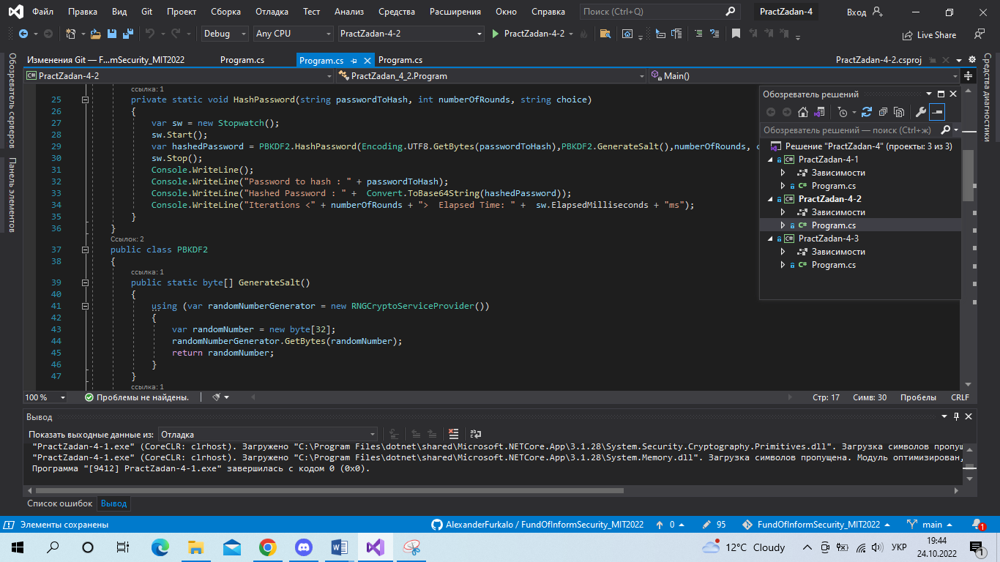 Файл Правка Вид Git Проект Сборка Отладка Тест Анализ Средства Расширения Окно Справка Поиск (Ctrl+Q) PractZadan-4 Вход
Debug Any CPU PractZadan-4-2 PractZadan-4-2 Live Share
Обозреватель серверов
Панель элементов
Средства диагностики
Изменения Git — F...mSecurity_MIT2022 Program.cs Program.cs Program.cs PractZadan-4-2.csproj
PractZadan-4-2 PractZadan_4_2.Program Main()
ссылка: 1
25 private static void HashPassword(string passwordToHash, int numberOfRounds, string choice)
26 {
27 var sw = new Stopwatch();
28 sw.Start();
29 var hashedPassword = PBKDF2.HashPassword(Encoding.UTF8.GetBytes(passwordToHash),PBKDF2.GenerateSalt(),numberOfRounds,
30 sw.Stop();
31 Console.WriteLine();
32 Console.WriteLine("Password to hash : " + passwordToHash);
33 Console.WriteLine("Hashed Password : " + Convert.ToBase64String(hashedPassword));
34 Console.WriteLine("Iterations <" + numberOfRounds + "> Elapsed Time: " + sw.ElapsedMilliseconds + "ms");
35 }
36 }
Ссылок: 2
37 public class PBKDF2
38 {
ссылка: 1
39 public static byte[] GenerateSalt()
40 {
41 using (var randomNumberGenerator = new RNGCryptoServiceProvider())
42 {
43 var randomNumber = new byte[32];
44 randomNumberGenerator.GetBytes(randomNumber);
45 return randomNumber;
46 }
47 }
ссылка: 1
Обозреватель решений
Обозреватель решений — поиск (Ctrl+ж)
Решение "PractZadan-4" (проекты: 3 из 3)
PractZadan-4-1
Зависимости
C# Program.cs
PractZadan-4-2
Зависимости
C# Program.cs
PractZadan-4-3
Зависимости
C# Program.cs
100 % Проблемы не найдены. Стр: 17 Симв: 30 Пробелы CRLF
Вывод
Показать выходные данные из: Отладка
"PractZadan-4-1.exe" (CoreCLR: clrhost). Загружено "C:\Program Files\dotnet\shared\Microsoft.NETCore.App\3.1.28\System.Security.Cryptography.Primitives.dll". Загрузка символов пропущ
"PractZadan-4-1.exe" (CoreCLR: clrhost). Загружено "C:\Program Files\dotnet\shared\Microsoft.NETCore.App\3.1.28\System.Memory.dll". Загрузка символов пропущена. Модуль оптимизирован,
Программа "[9412] PractZadan-4-1.exe" завершилась с кодом 0 (0x0).
Список ошибок Вывод
Элементы сохранены AlexanderFurkalo / FundOfInformSecurity_MIT2022 0 95 FundOfInformSecurity_MIT2022 main 1
12°C Cloudy УКР 19:44
24.10.2022 1